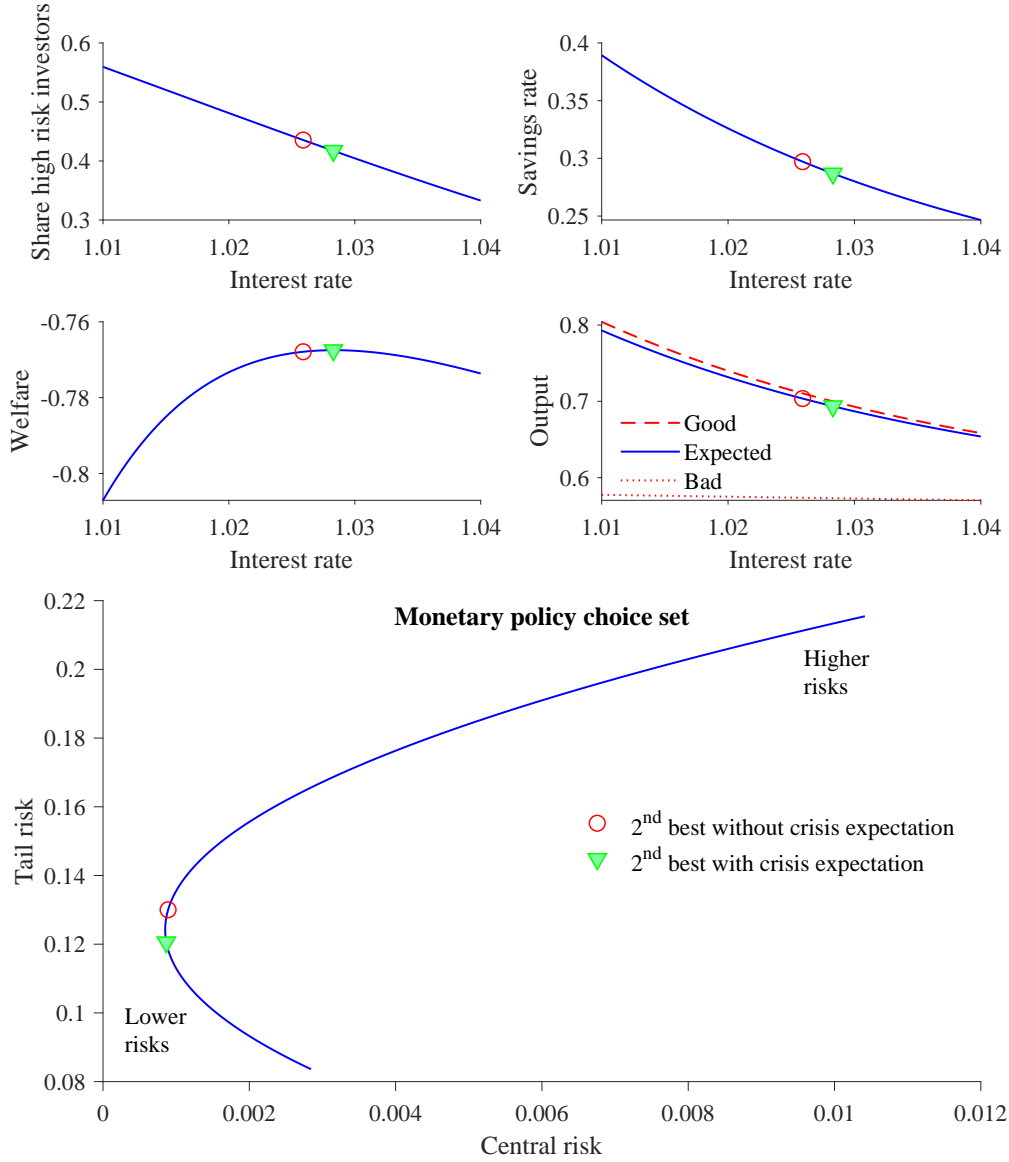 Share high risk investors
0.6
0.5
0.4
0.3
1.01
1.02
1.03
1.04
Interest rate
Savings rate
0.4
0.35
0.3
0.25
1.01
1.02
1.03
1.04
Interest rate
Welfare
-0.76
-0.78
-0.8
1.01
1.02
1.03
1.04
Interest rate
Output
0.8
0.7
0.6
Good
Expected
Bad
1.01
1.02
1.03
1.04
Interest rate
Monetary policy choice set
Tail risk
0.22
0.2
0.18
0.16
0.14
0.12
0.1
0.08
Higher
risks
2nd best without crisis expectation
2nd best with crisis expectation
Lower
risks
0
0.002
0.004
0.006
0.008
0.01
0.012
Central risk